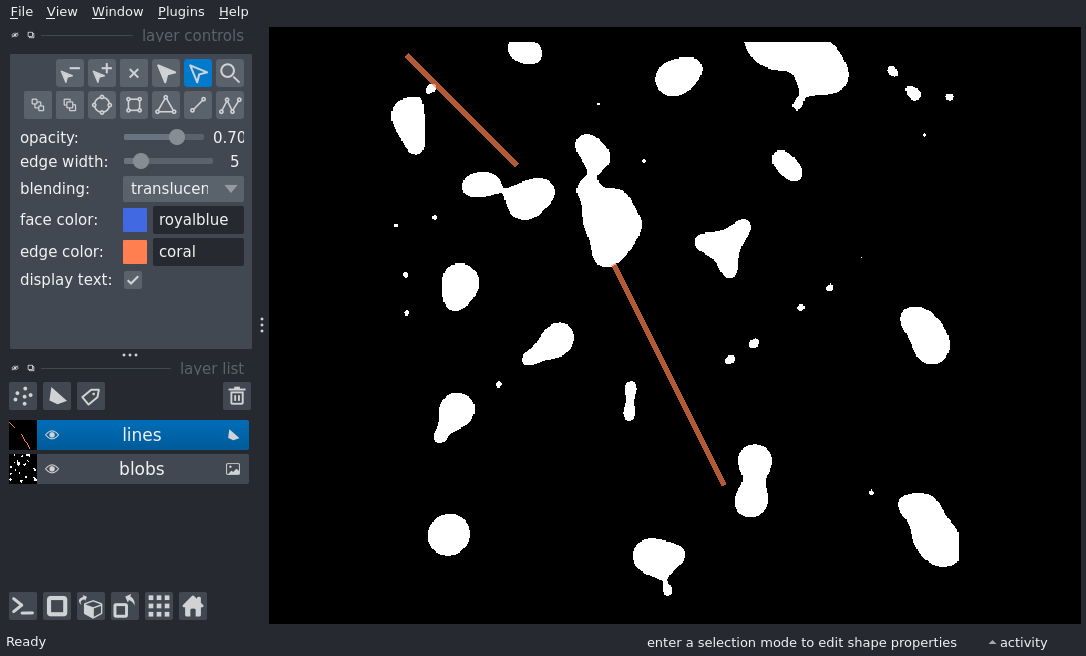 File View Window Plugins Help
layer controls
opacity: 0.70
edge width: 5
blending: translucen
face color: royalblue
edge color: coral
display text:
layer list
lines
blobs
Ready enter a selection mode to edit shape properties activity